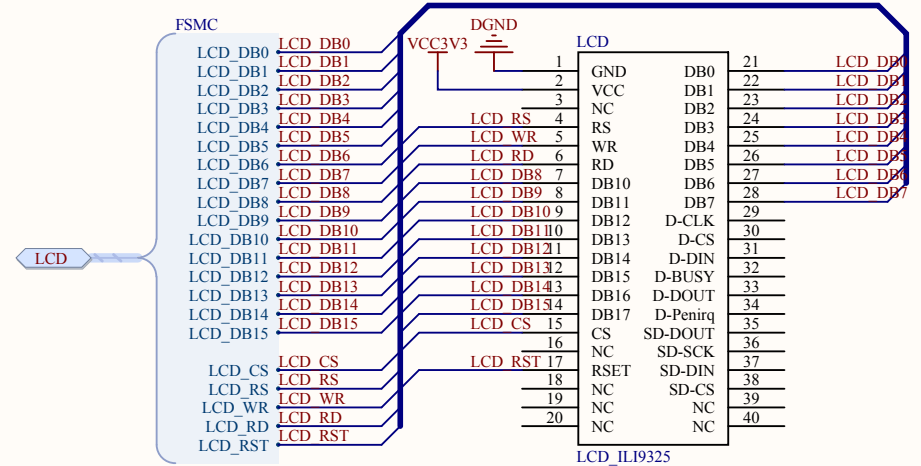 FSMC
LCD_DB0 LCD_DB0
LCD_DB1 LCD_DB1
LCD_DB2 LCD_DB2
LCD_DB3 LCD_DB3
LCD_DB4 LCD_DB4
LCD_DB5 LCD_DB5
LCD_DB6 LCD_DB6
LCD_DB7 LCD_DB7
LCD_DB8 LCD_DB8
LCD_DB9 LCD_DB9
LCD_DB10 LCD_DB10
LCD_DB11 LCD_DB11
LCD_DB12 LCD_DB12
LCD_DB13 LCD_DB13
LCD_DB14 LCD_DB14
LCD_DB15 LCD_DB15
LCD_CS LCD_CS
LCD_RS LCD_RS
LCD_WR LCD_WR
LCD_RD LCD_RD
LCD_RST LCD_RST
LCD
VCC3V3
DGND
LCD
1 GND DB0 21 LCD_DB0
2 VCC DB1 22 LCD_DB1
3 NC DB2 23 LCD_DB2
LCD_RS 4 RS DB3 24 LCD_DB3
LCD_WR 5 WR DB4 25 LCD_DB4
LCD_RD 6 RD DB5 26 LCD_DB5
LCD_DB8 7 DB10 DB6 27 LCD_DB6
LCD_DB9 8 DB11 DB7 28 LCD_DB7
LCD_DB10 9 DB12 D-CLK 29
LCD_DB11 10 DB13 D-CS 30
LCD_DB12 11 DB14 D-DIN 31
LCD_DB13 12 DB15 D-BUSY 32
LCD_DB14 13 DB16 D-DOUT 33
LCD_DB15 14 DB17 D-Penirq 34
LCD_CS 15 CS SD-DOUT 35
16 NC SD-SCK 36
LCD_RST 17 RSET SD-DIN 37
18 NC SD-CS 38
19 NC NC 39
20 NC NC 40
LCD_ILI9325